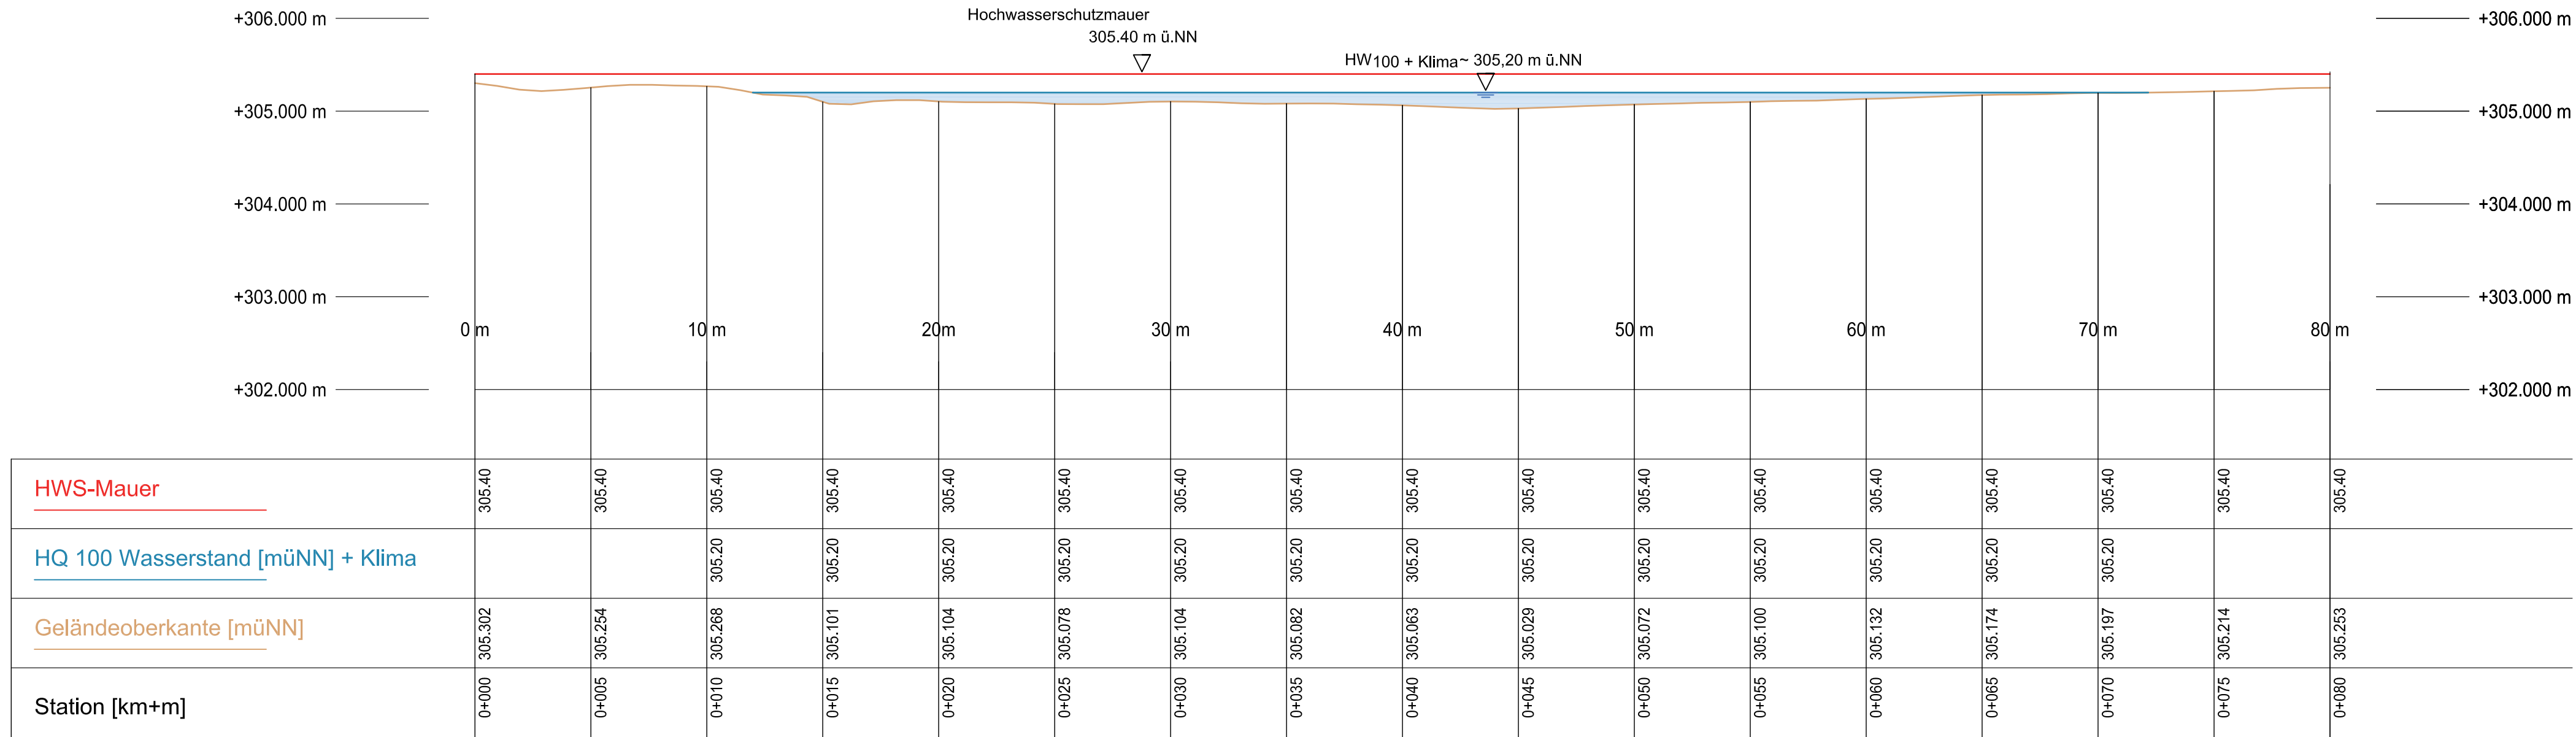 Hochwasserschutzmauer
305.40 m ü.NN
HW100 + Klima~ 305,20 m ü.NN
+306.000 m +306.000 m
+305.000 m +305.000 m
+304.000 m +304.000 m
+303.000 m +303.000 m
0 m 10 m 20m 30 m 40 m 50 m 60 m 70 m 80 m
+302.000 m +302.000 m
HWS-Mauer 305.40 305.40 305.40 305.40 305.40 305.40 305.40 305.40 305.40 305.40 305.40 305.40 305.40 305.40 305.40 305.40 305.40
HQ 100 Wasserstand [müNN] + Klima 305.20 305.20 305.20 305.20 305.20 305.20 305.20 305.20 305.20 305.20 305.20 305.20 305.20
Geländeoberkante [müNN] 305.302 305.254 305.268 305.101 305.104 305.078 305.104 305.082 305.063 305.029 305.072 305.100 305.132 305.174 305.197 305.214 305.253
Station [km+m] 0+000 0+005 0+010 0+015 0+020 0+025 0+030 0+035 0+040 0+045 0+050 0+055 0+060 0+065 0+070 0+075 0+080